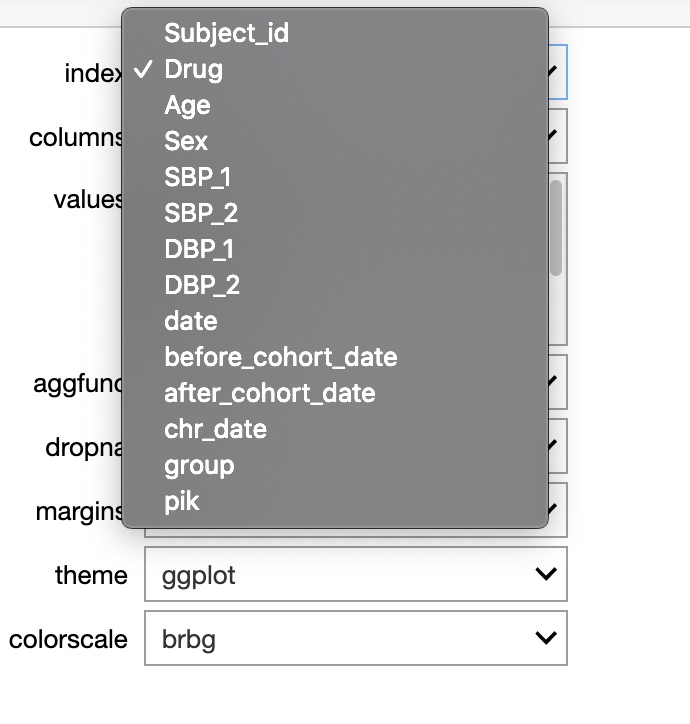 Subject_id
index ✓ Drug
Age
columns
Sex
SBP_1
values
SBP_2
DBP_1
DBP_2
date
before_cohort_date
aggfunc
after_cohort_date
chr_date
dropna
group
margins
pik
theme ggplot
colorscale brbg